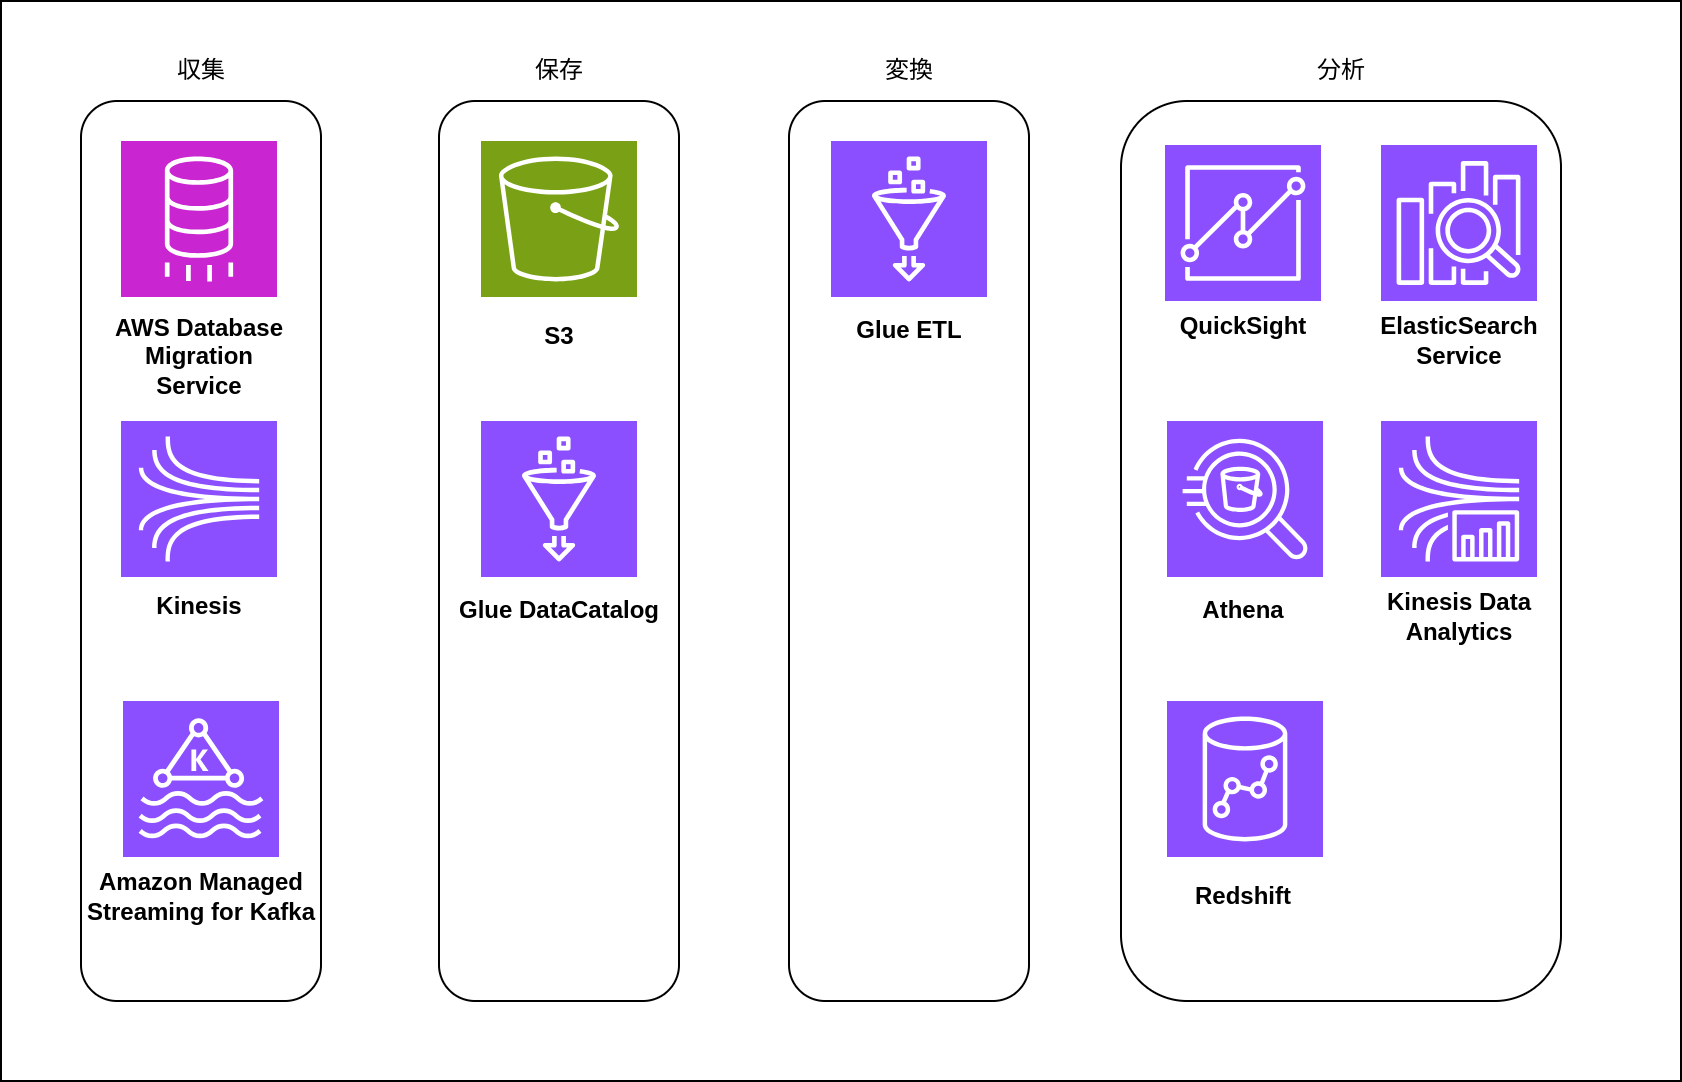 収集
保存
変換
分析
AWS Database
Migration
Service
Kinesis
K
Amazon Managed
Streaming for Kafka
S3
Glue DataCatalog
Glue ETL
QuickSight
ElasticSearch
Service
Athena
Kinesis Data
Analytics
Redshift